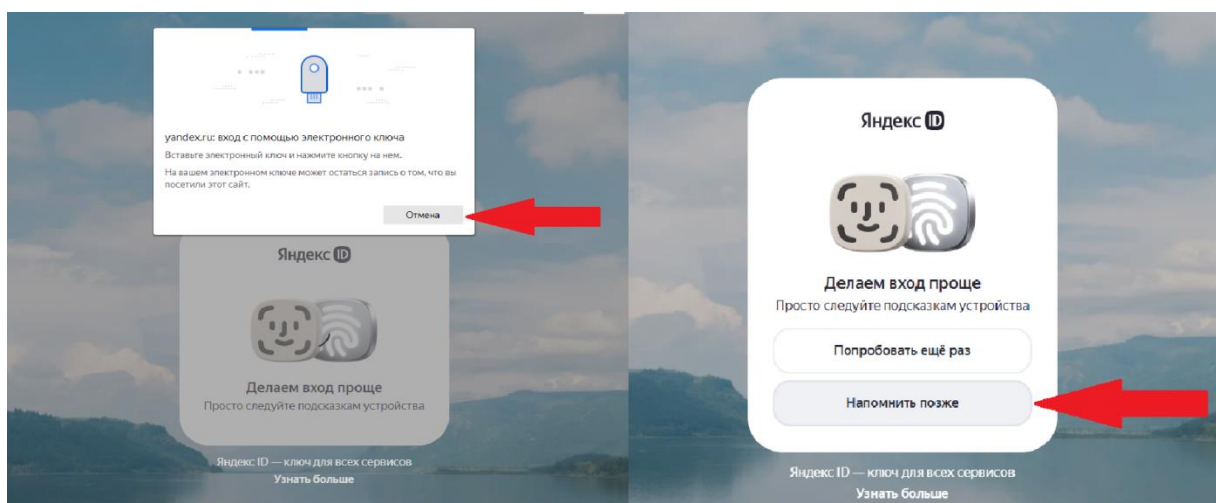 yandex.ru: вход с помощью электронного ключа
Вставьте электронный ключ и нажмите кнопку на нем.
На вашем электронном ключе может остаться запись о том, что вы
посетили этот сайт.
Отмена
Яндекс ID
Делаем вход проще
Просто следуйте подсказкам устройства
Яндекс ID — ключ для всех сервисов
Узнать больше
Яндекс ID
Делаем вход проще
Просто следуйте подсказкам устройства
Попробовать ещё раз
Напомнить позже
Яндекс ID — ключ для всех сервисов
Узнать больше